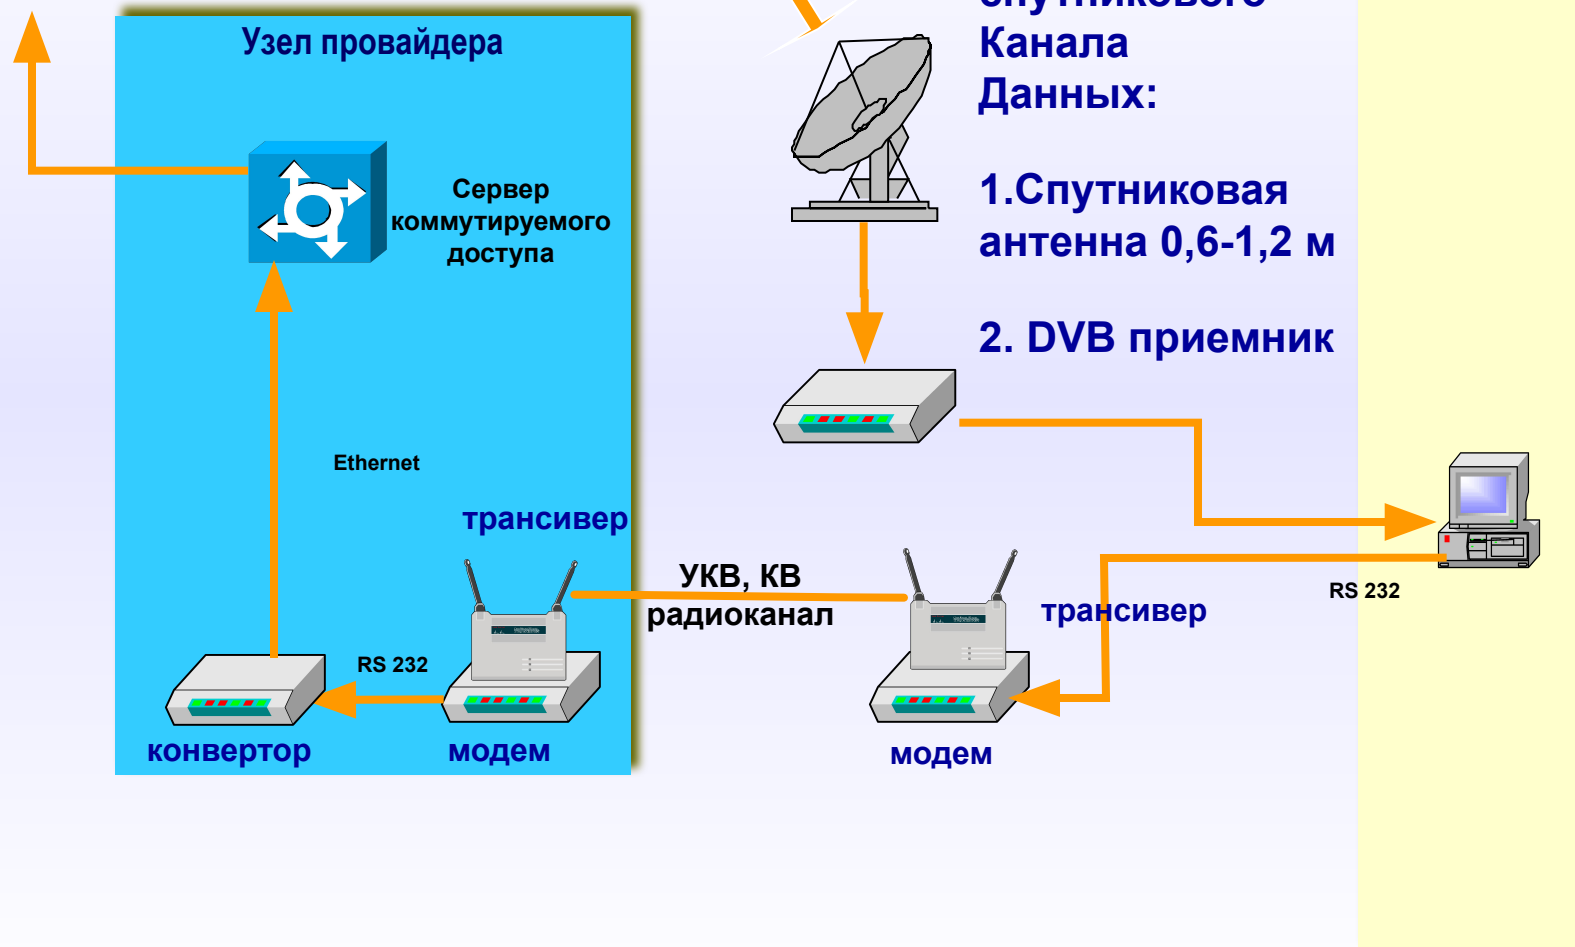 спутникового
Канала
Данных:
1.Спутниковая
антенна 0,6-1,2 м
2. DVB приемник
Узел провайдера
Сервер
коммутируемого
доступа
Ethernet
трансивер
УКВ, КВ
радиоканал
трансивер
RS 232
RS 232
конвертор
модем
модем